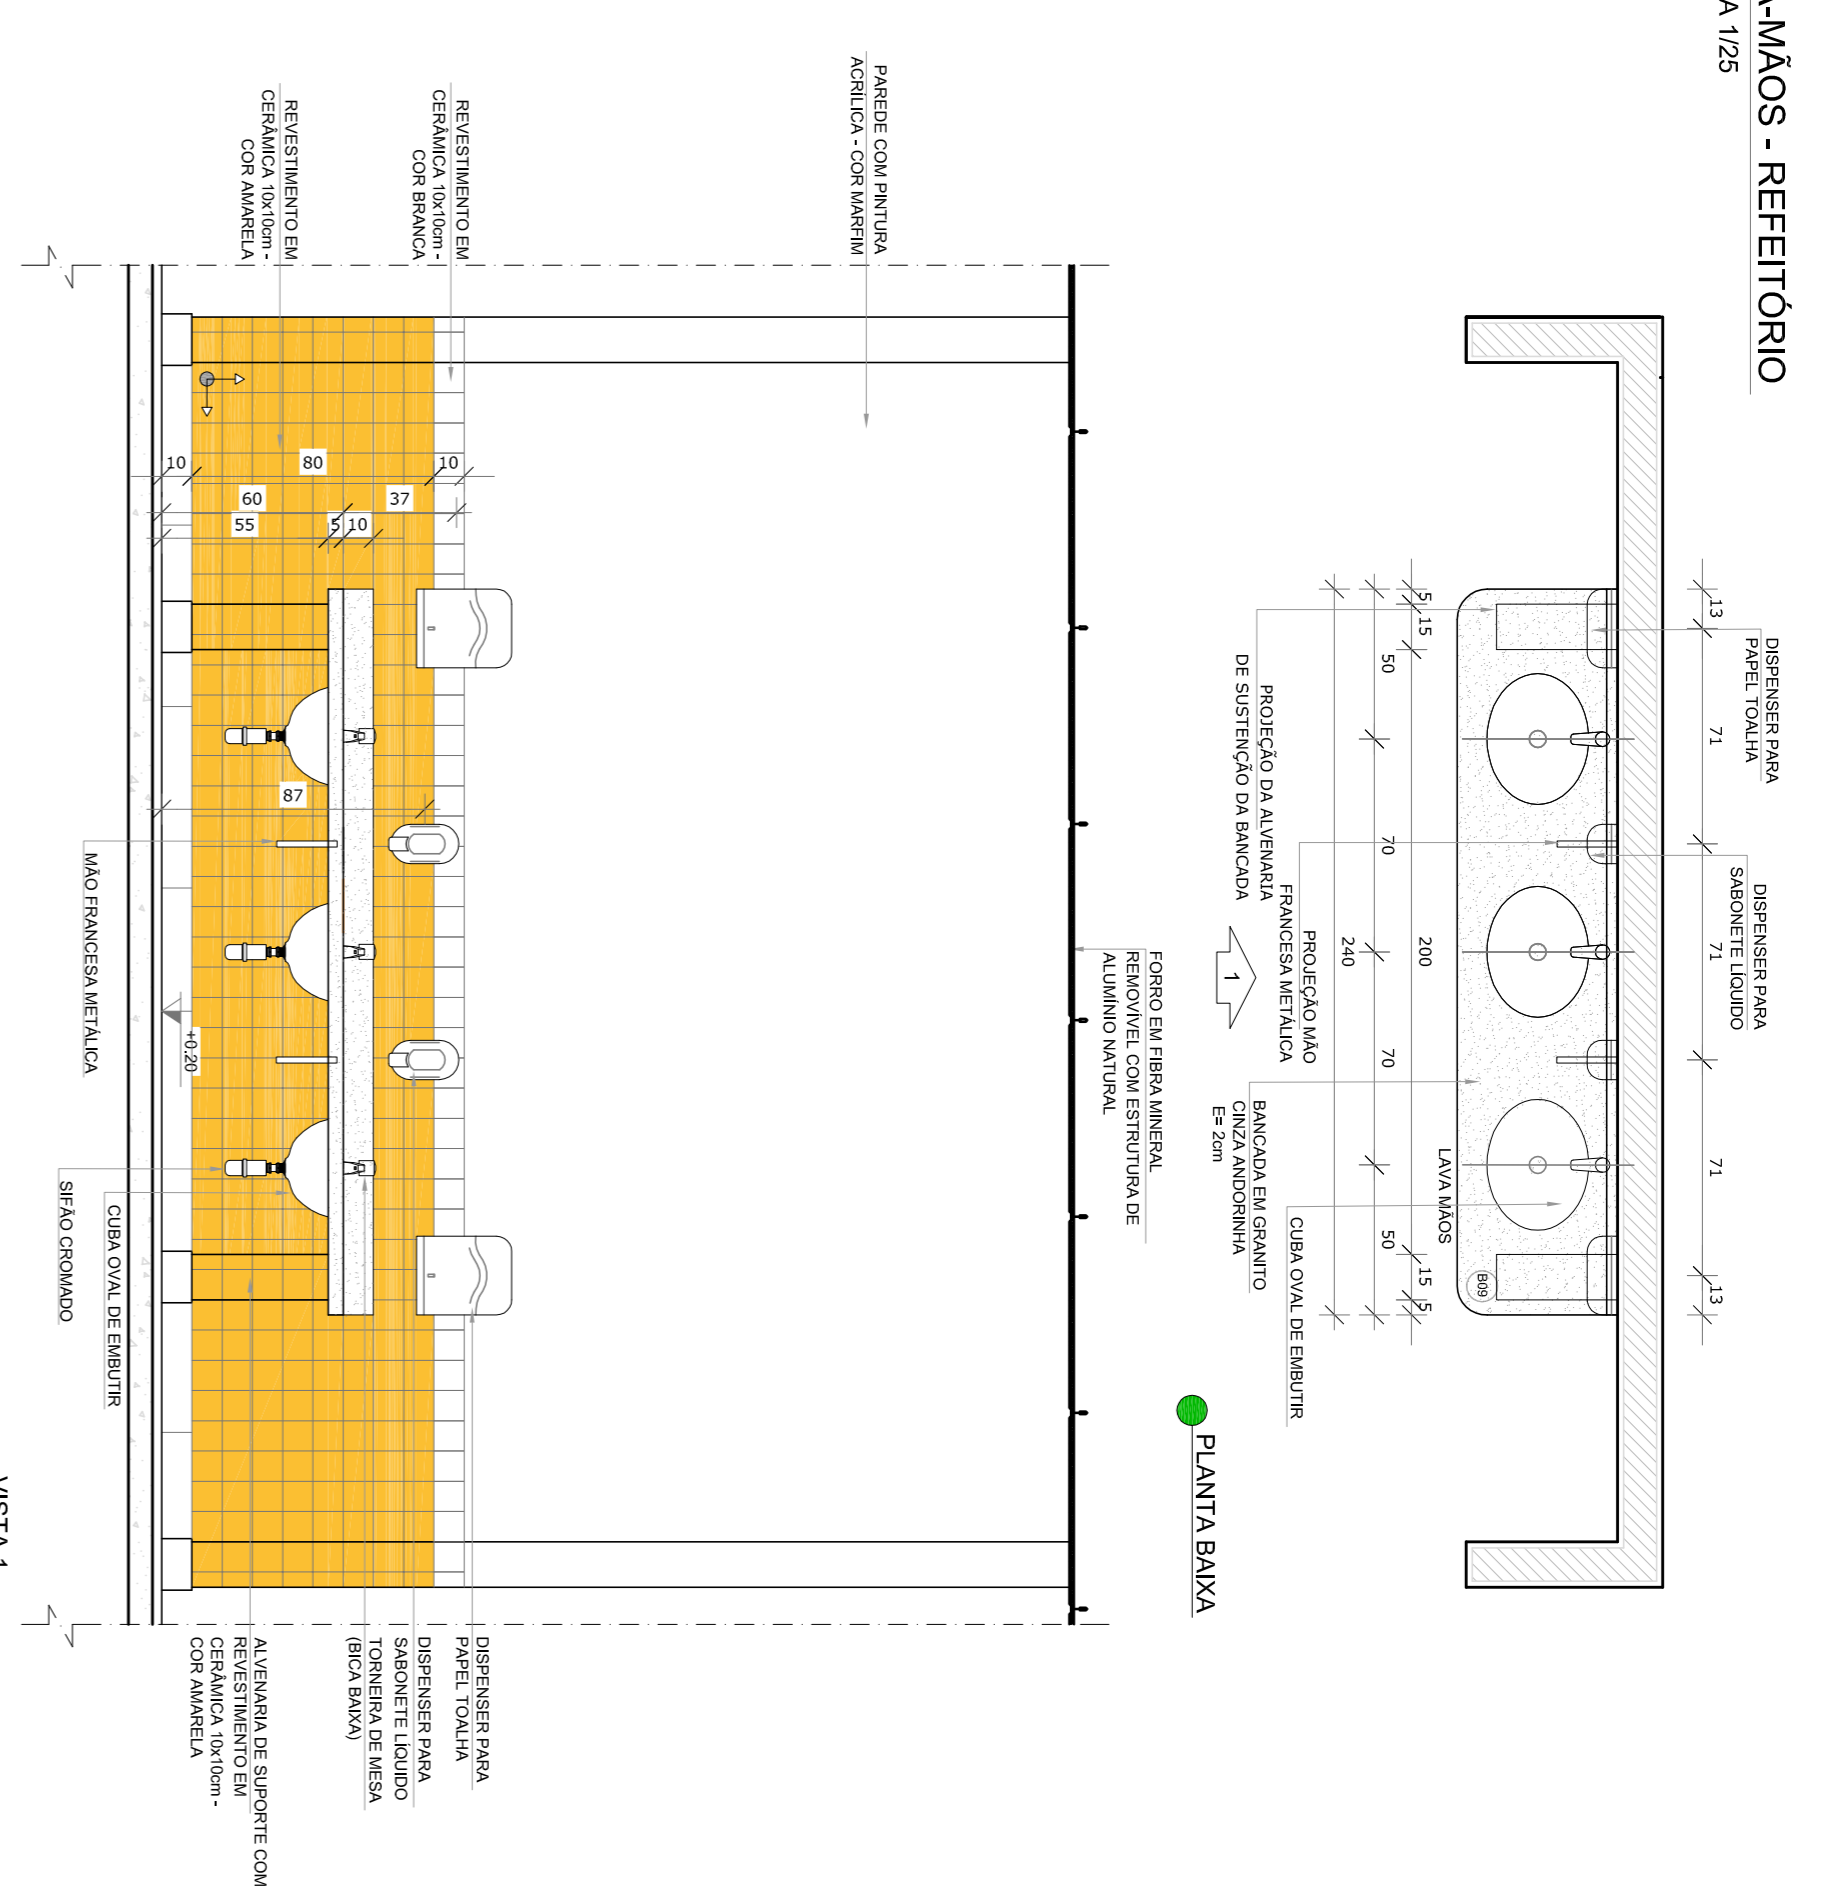 A-MÃOS - REFEITÓRIO
A 1/25
DISPENSER PARA
PAPEL TOALHA
DISPENSER PARA
SABONETE LÍQUIDO
13
71
71
71
13
5
15
200
15
5
50
70
70
50
240
LAVA MÃOS
B09
PROJEÇÃO DA ALVENARIA
DE SUSTENÇÃO DA BANCADA
PROJEÇÃO MÃO
FRANCESA METÁLICA
BANCADA EM GRANITO
CINZA ANDORINHA
E= 2cm
CUBA OVAL DE EMBUTIR
1
PLANTA BAIXA
FORRO EM FIBRA MINERAL
REMOVÍVEL COM ESTRUTURA DE
ALUMÍNIO NATURAL
PAREDE COM PINTURA
ACRÍLICA - COR MARFIM
REVESTIMENTO EM
CERÂMICA 10x10cm -
COR BRANCA
REVESTIMENTO EM
CERÂMICA 10x10cm -
COR AMARELA
10
80
10
37
60
10
5
55
87
+0.20
DISPENSER PARA
PAPEL TOALHA
DISPENSER PARA
SABONETE LÍQUIDO
TORNEIRA DE MESA
(BICA BAIXA)
ALVENARIA DE SUPORTE COM
REVESTIMENTO EM
CERÂMICA 10x10cm -
COR AMARELA
MÃO FRANCESA METÁLICA
CUBA OVAL DE EMBUTIR
SIFÃO CROMADO
VISTA 1